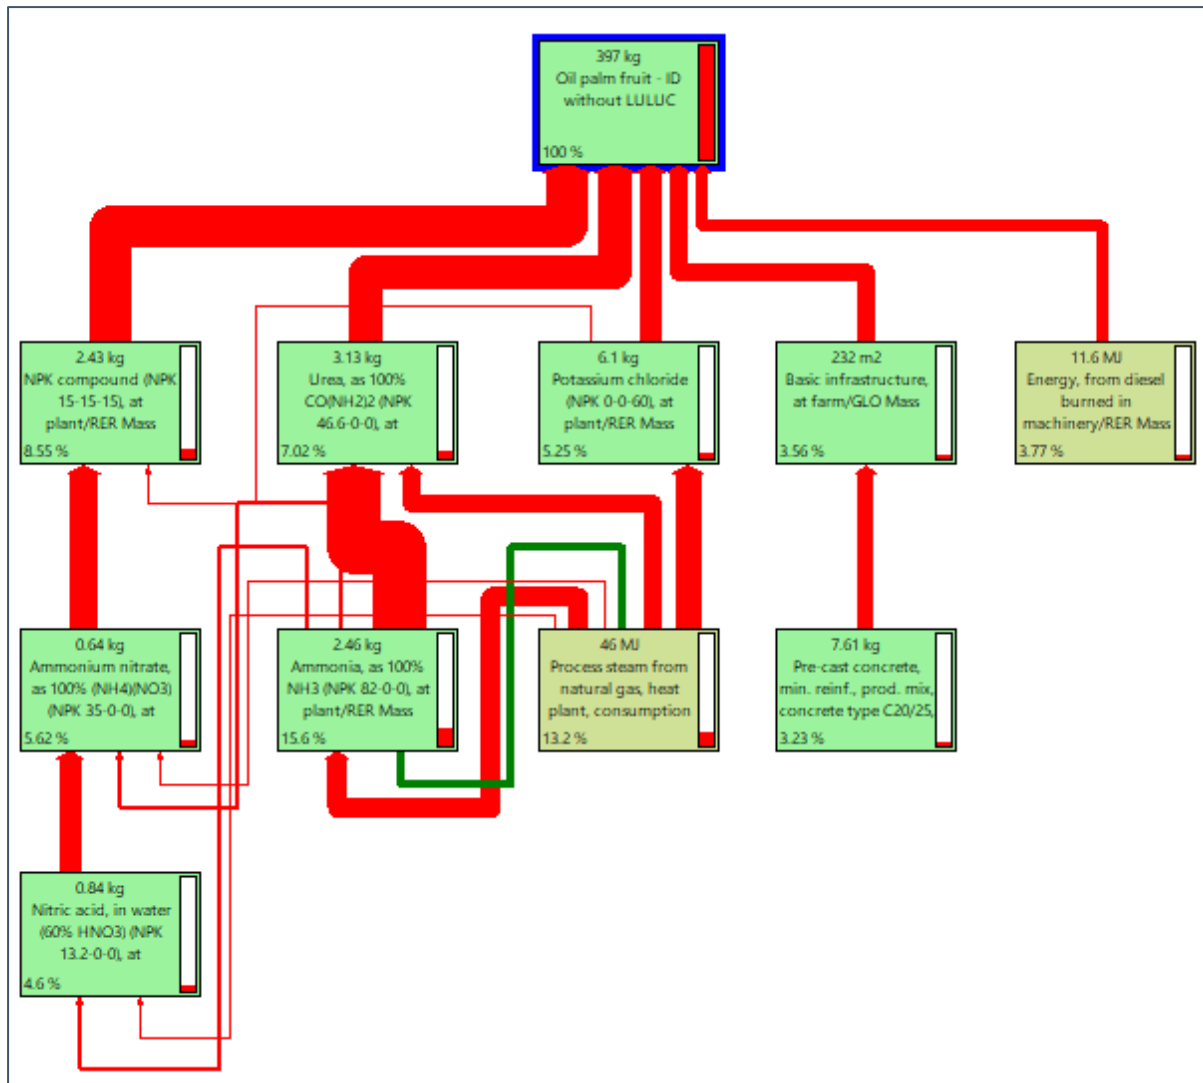 397 kg
Oil palm fruit - ID
without LULUC
100 %
2.43 kg
NPK compound (NPK
15-15-15), at
plant/RER Mass
8.55 %
3.13 kg
Urea, as 100%
CO(NH2)2 (NPK
46.6-0-0), at
7.02 %
6.1 kg
Potassium chloride
(NPK 0-0-60), at
plant/RER Mass
5.25 %
232 m2
Basic infrastructure,
at farm/GLO Mass
3.56 %
11.6 MJ
Energy, from diesel
burned in
machinery/RER Mass
3.77 %
0.64 kg
Ammonium nitrate,
as 100% (NH4)(NO3)
(NPK 35-0-0), at
5.62 %
2.46 kg
Ammonia, as 100%
NH3 (NPK 82-0-0), at
plant/RER Mass
15.6 %
46 MJ
Process steam from
natural gas, heat
plant, consumption
13.2 %
7.61 kg
Pre-cast concrete,
min. reinf., prod. mix,
concrete type C20/25,
3.23 %
0.84 kg
Nitric acid, in water
(60% HNO3) (NPK
13.2-0-0), at
4.6 %